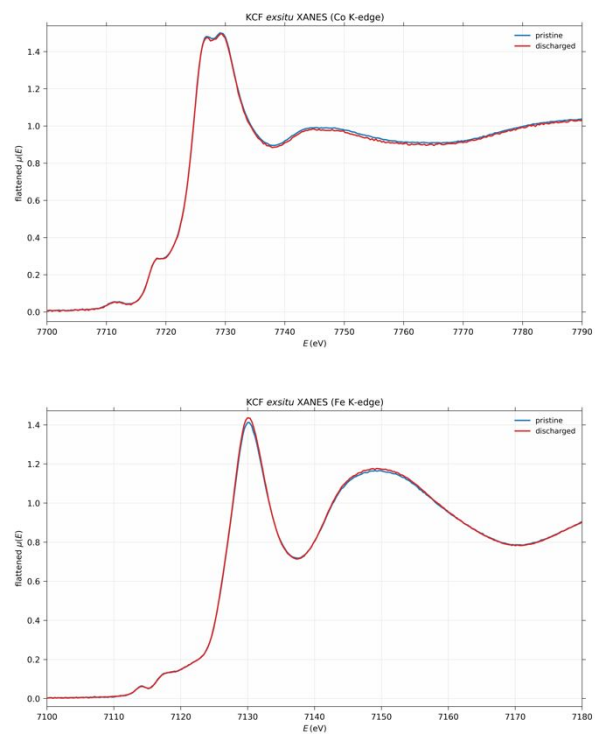 KCF exsitu XANES (Co K-edge)
1.4
1.2
1.0
0.8
0.6
0.4
0.2
0.0
flattened μ(E)
pristine
discharged
7700 7710 7720 7730 7740 7750 7760 7770 7780 7790
E (eV)
KCF exsitu XANES (Fe K-edge)
1.4
1.2
1.0
0.8
0.6
0.4
0.2
0.0
flattened μ(E)
pristine
discharged
7100 7110 7120 7130 7140 7150 7160 7170 7180
E (eV)